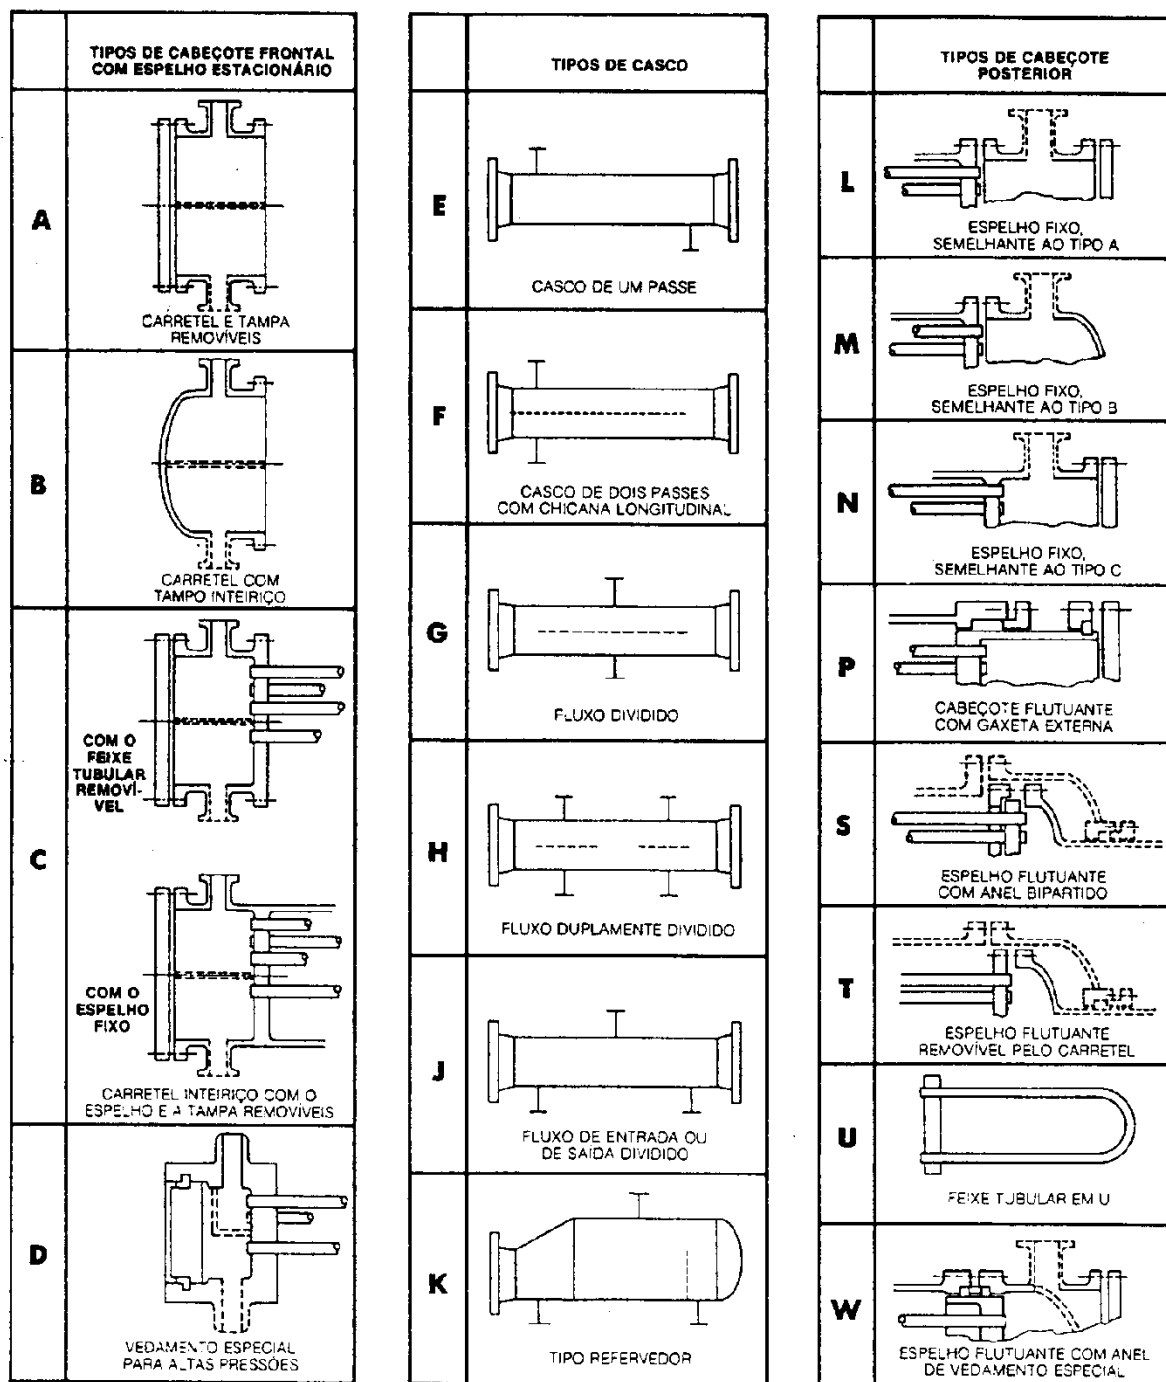 TIPOS DE CABEÇOTE FRONTAL
COM ESPELHO ESTACIONÁRIO
A
CARRETEL E TAMPA
REMOVÍVEIS
B
CARRETEL COM
TAMPO INTEIRIÇO
C
COM O
FEIXE
TUBULAR
REMOVÍ-
VEL
COM O
ESPELHO
FIXO
CARRETEL INTEIRIÇO COM O
ESPELHO E A TAMPA REMOVÍVEIS
D
VEDAMENTO ESPECIAL
PARA ALTAS PRESSÕES
TIPOS DE CASCO
E
CASCO DE UM PASSE
F
CASCO DE DOIS PASSES
COM CHICANA LONGITUDINAL
G
FLUXO DIVIDIDO
H
FLUXO DUPLAMENTE DIVIDIDO
J
FLUXO DE ENTRADA OU
DE SAÍDA DIVIDIDO
K
TIPO REFERVEDOR
TIPOS DE CABEÇOTE
POSTERIOR
L
ESPELHO FIXO,
SEMELHANTE AO TIPO A
M
ESPELHO FIXO,
SEMELHANTE AO TIPO B
N
ESPELHO FIXO,
SEMELHANTE AO TIPO C
P
CABEÇOTE FLUTUANTE
COM GAXETA EXTERNA
S
ESPELHO FLUTUANTE
COM ANEL BIPARTIDO
T
ESPELHO FLUTUANTE
REMOVÍVEL PELO CARRETEL
U
FEIXE TUBULAR EM U
W
ESPELHO FLUTUANTE COM ANEL
DE VEDAMENTO ESPECIAL